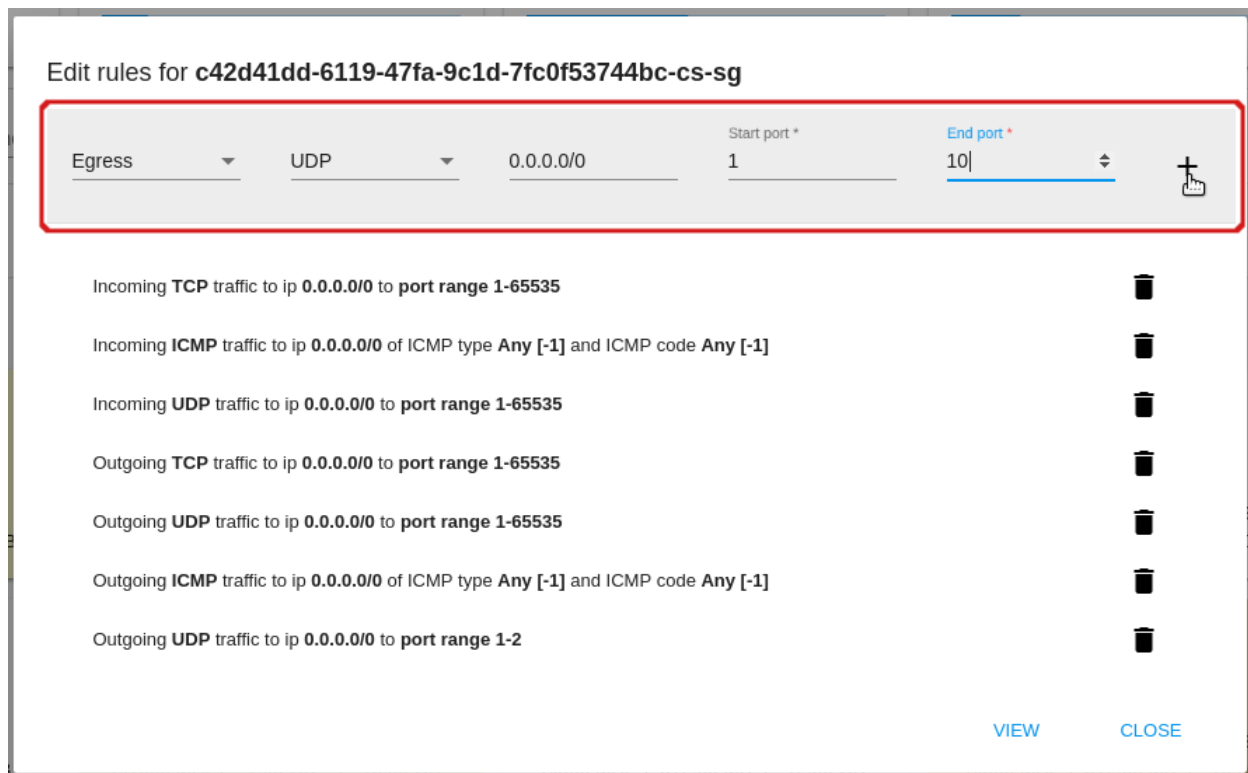 Edit rules for c42d41dd-6119-47fa-9c1d-7fc0f53744bc-cs-sg
Start port * End port *
Egress UDP 0.0.0.0/0 1 10
Incoming TCP traffic to ip 0.0.0.0/0 to port range 1-65535
Incoming ICMP traffic to ip 0.0.0.0/0 of ICMP type Any [-1] and ICMP code Any [-1]
Incoming UDP traffic to ip 0.0.0.0/0 to port range 1-65535
Outgoing TCP traffic to ip 0.0.0.0/0 to port range 1-65535
Outgoing UDP traffic to ip 0.0.0.0/0 to port range 1-65535
Outgoing ICMP traffic to ip 0.0.0.0/0 of ICMP type Any [-1] and ICMP code Any [-1]
Outgoing UDP traffic to ip 0.0.0.0/0 to port range 1-2
VIEW CLOSE